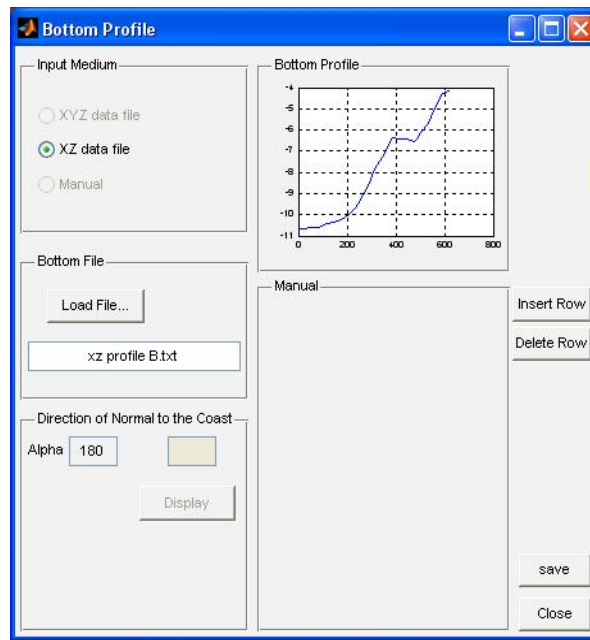 Bottom Profile
Input Medium
XYZ data file
XZ data file
Manual
Bottom Profile
-4
-5
-6
-7
-8
-9
-10
-11
0 200 400 600 800
Bottom File
Load File...
xz profile B.txt
Direction of Normal to the Coast
Alpha 180
Display
Manual
Insert Row
Delete Row
save
Close